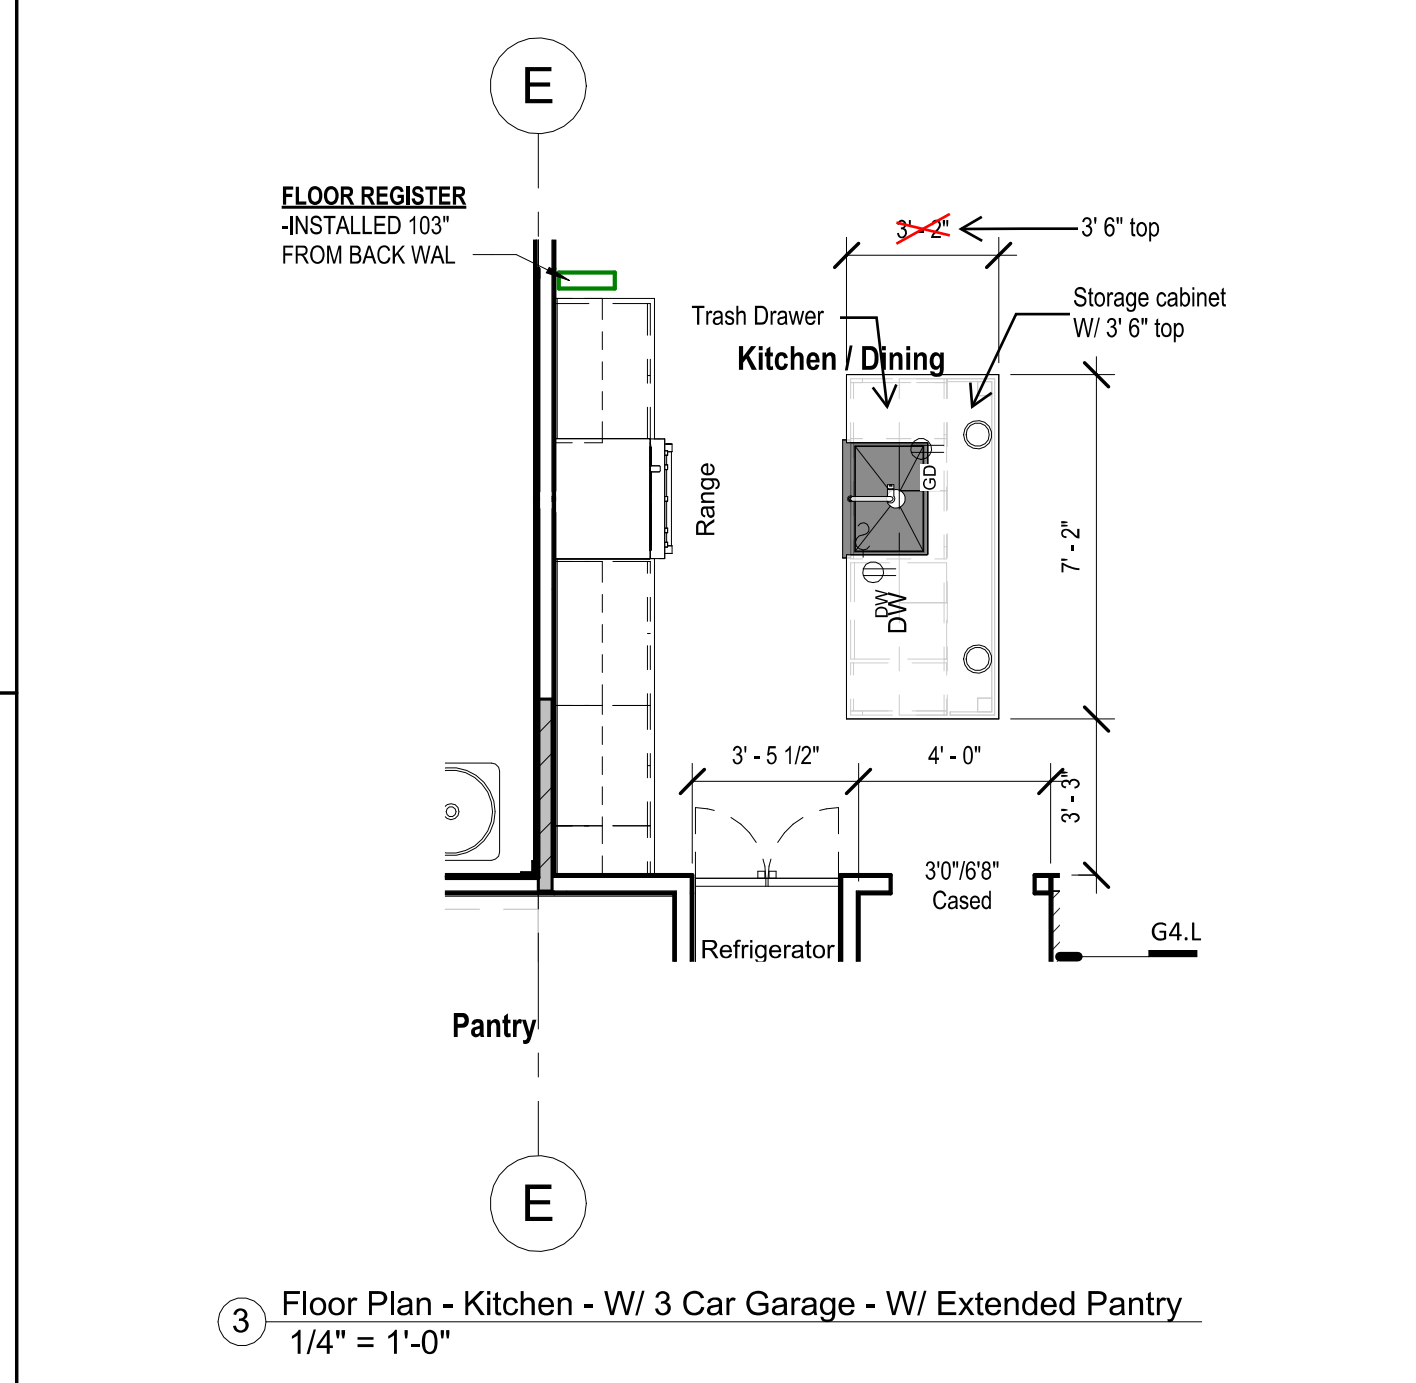 E
FLOOR REGISTER
-INSTALLED 103"
FROM BACK WAL
3' - 2"
3' 6" top
Trash Drawer
Storage cabinet
W/ 3' 6" top
Kitchen / Dining
Range
GD
7' - 2"
DW
DW
3' - 5 1/2"
4' - 0"
3' - 3"
3'0"/6'8"
Cased
Refrigerator
G4.L
Pantry
E
3
Floor Plan - Kitchen - W/ 3 Car Garage - W/ Extended Pantry
1/4" = 1'-0"